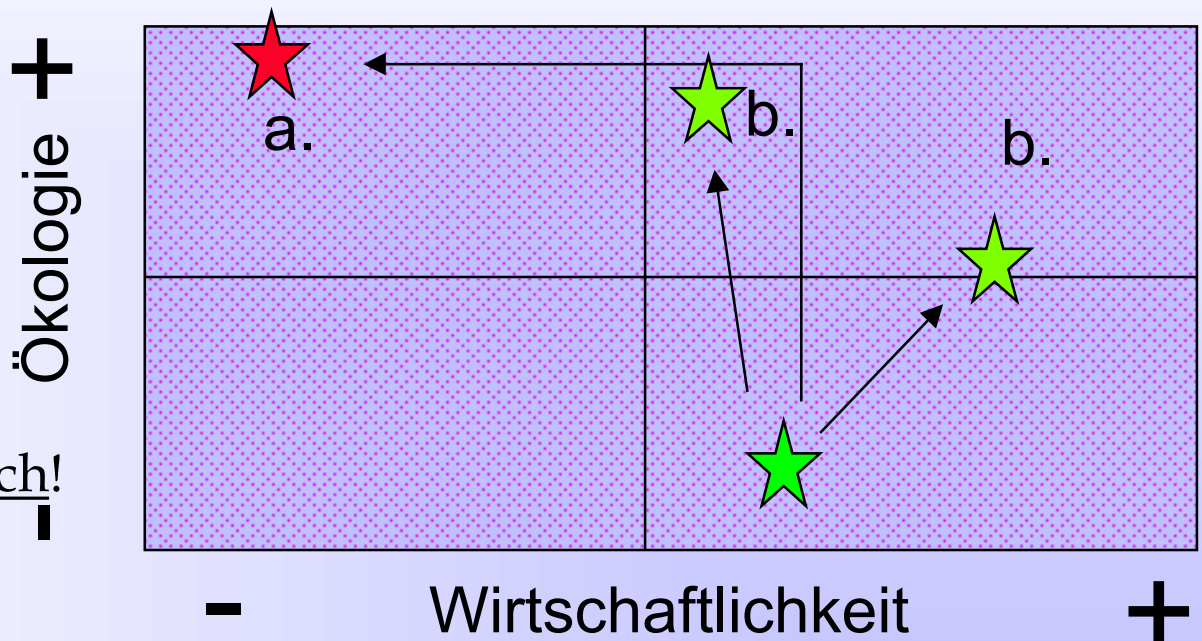 +
Ökologie
-
a.
b.
b.
ch!
-
Wirtschaftlichkeit
+